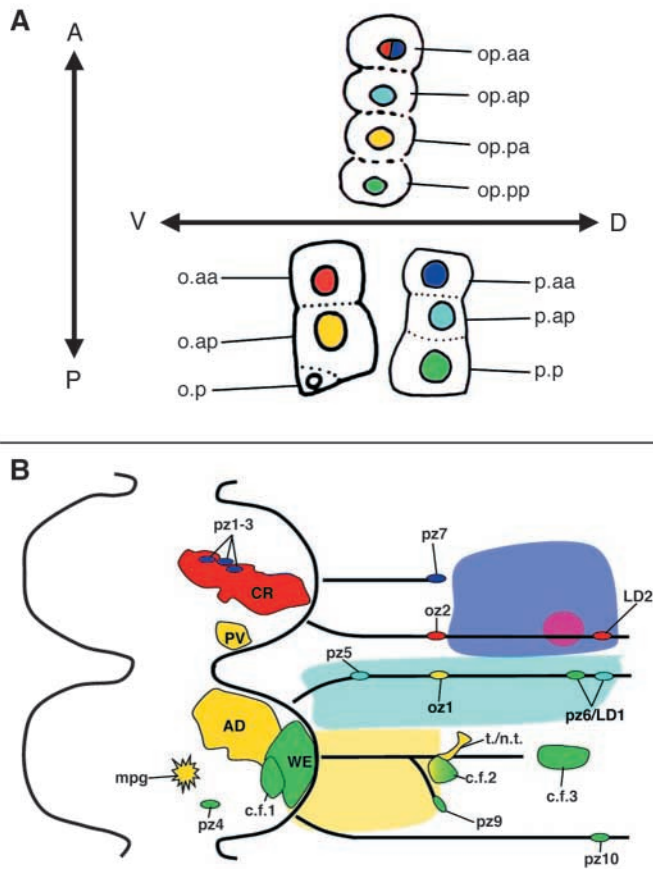 A
A
P
V
D
op.aa
op.ap
op.pa
op.pp
o.aa
o.ap
o.p
p.aa
p.ap
p.p
B
pz1-3
CR
PV
pz7
oz2
LD2
pz5
oz1
pz6/LD1
AD
WE
mpg
c.f.1
pz4
t./n.t.
c.f.2
c.f.3
pz9
pz10